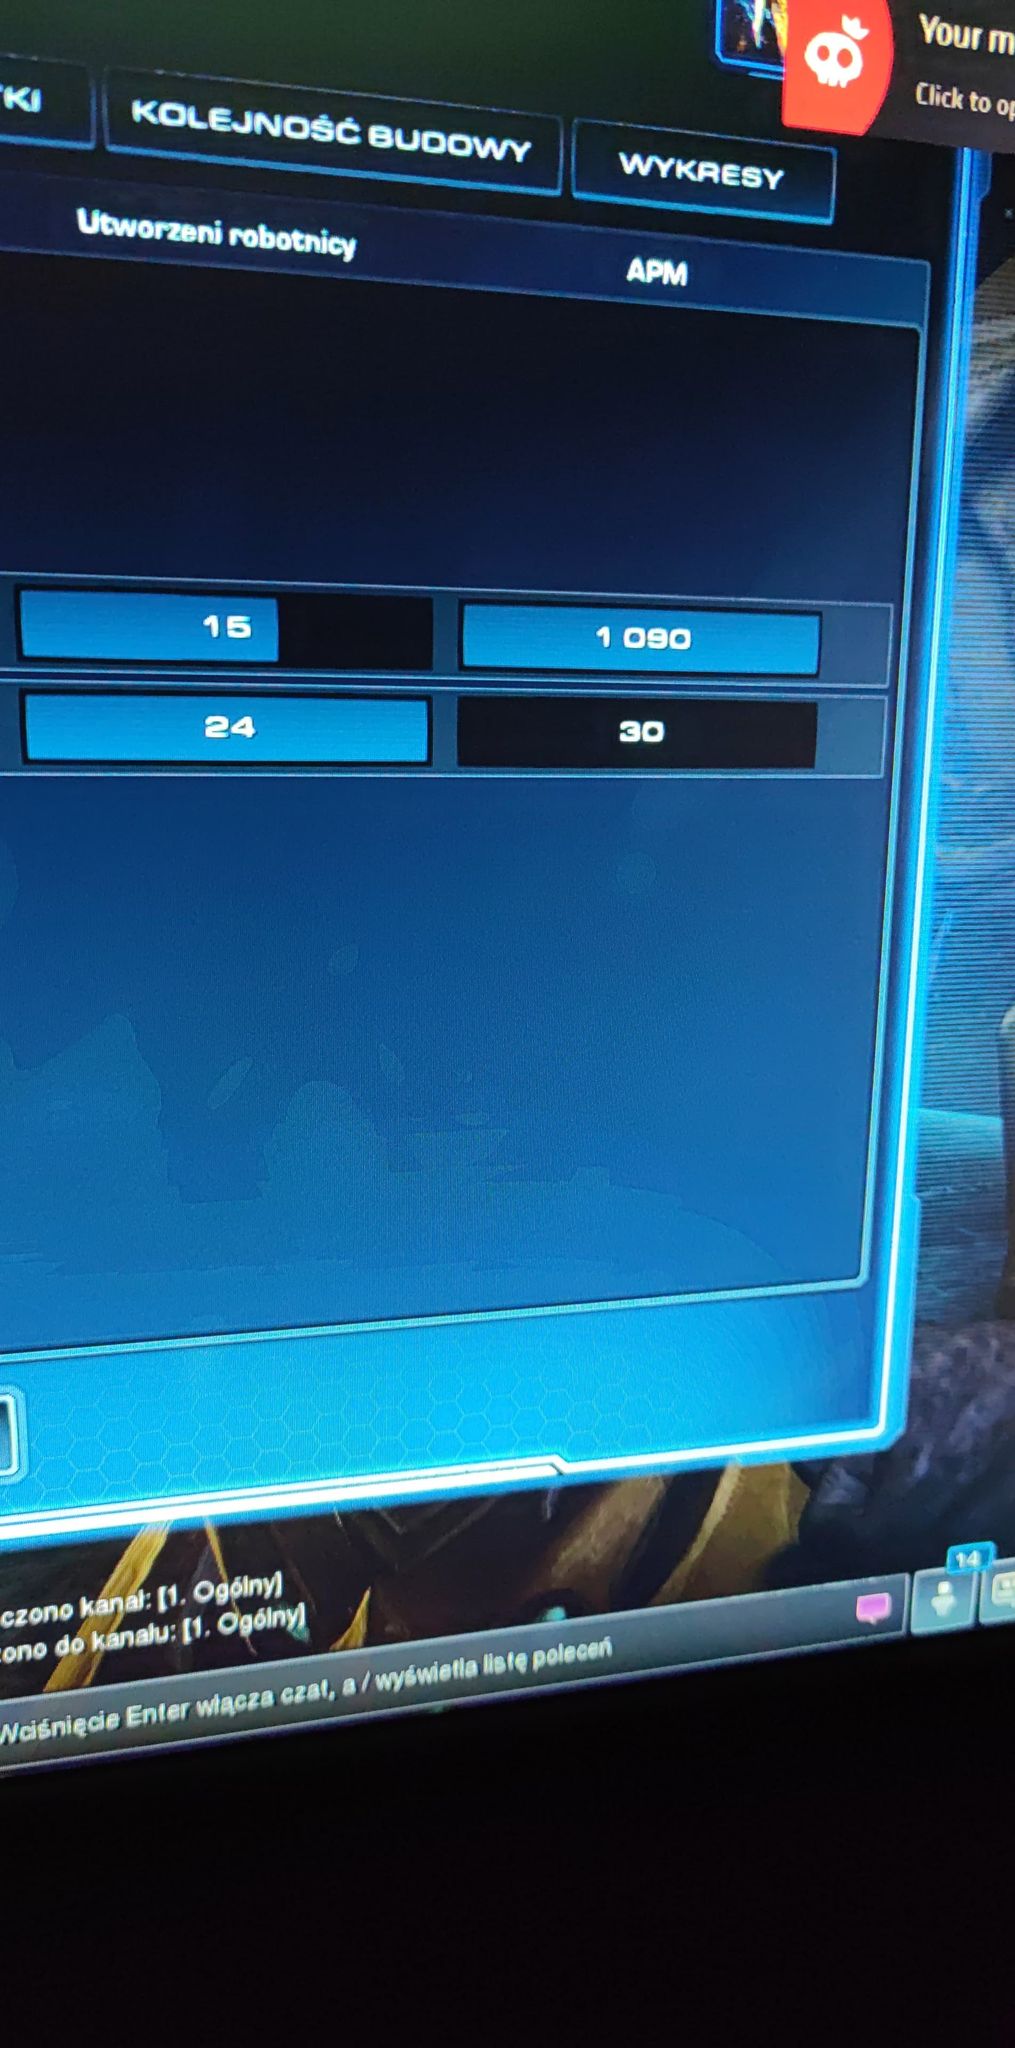 Your m
Click to op
KI
KOLEJNOŚĆ BUDOWY
WYKRESY
Utworzeni robotnicy
APM
15
1 090
24
30
14
czono kanał: [1. Ogólny]
ono do kanału: [1. Ogólny]
Wciśnięcie Enter włącza czat, a / wyświetla listę poleceń